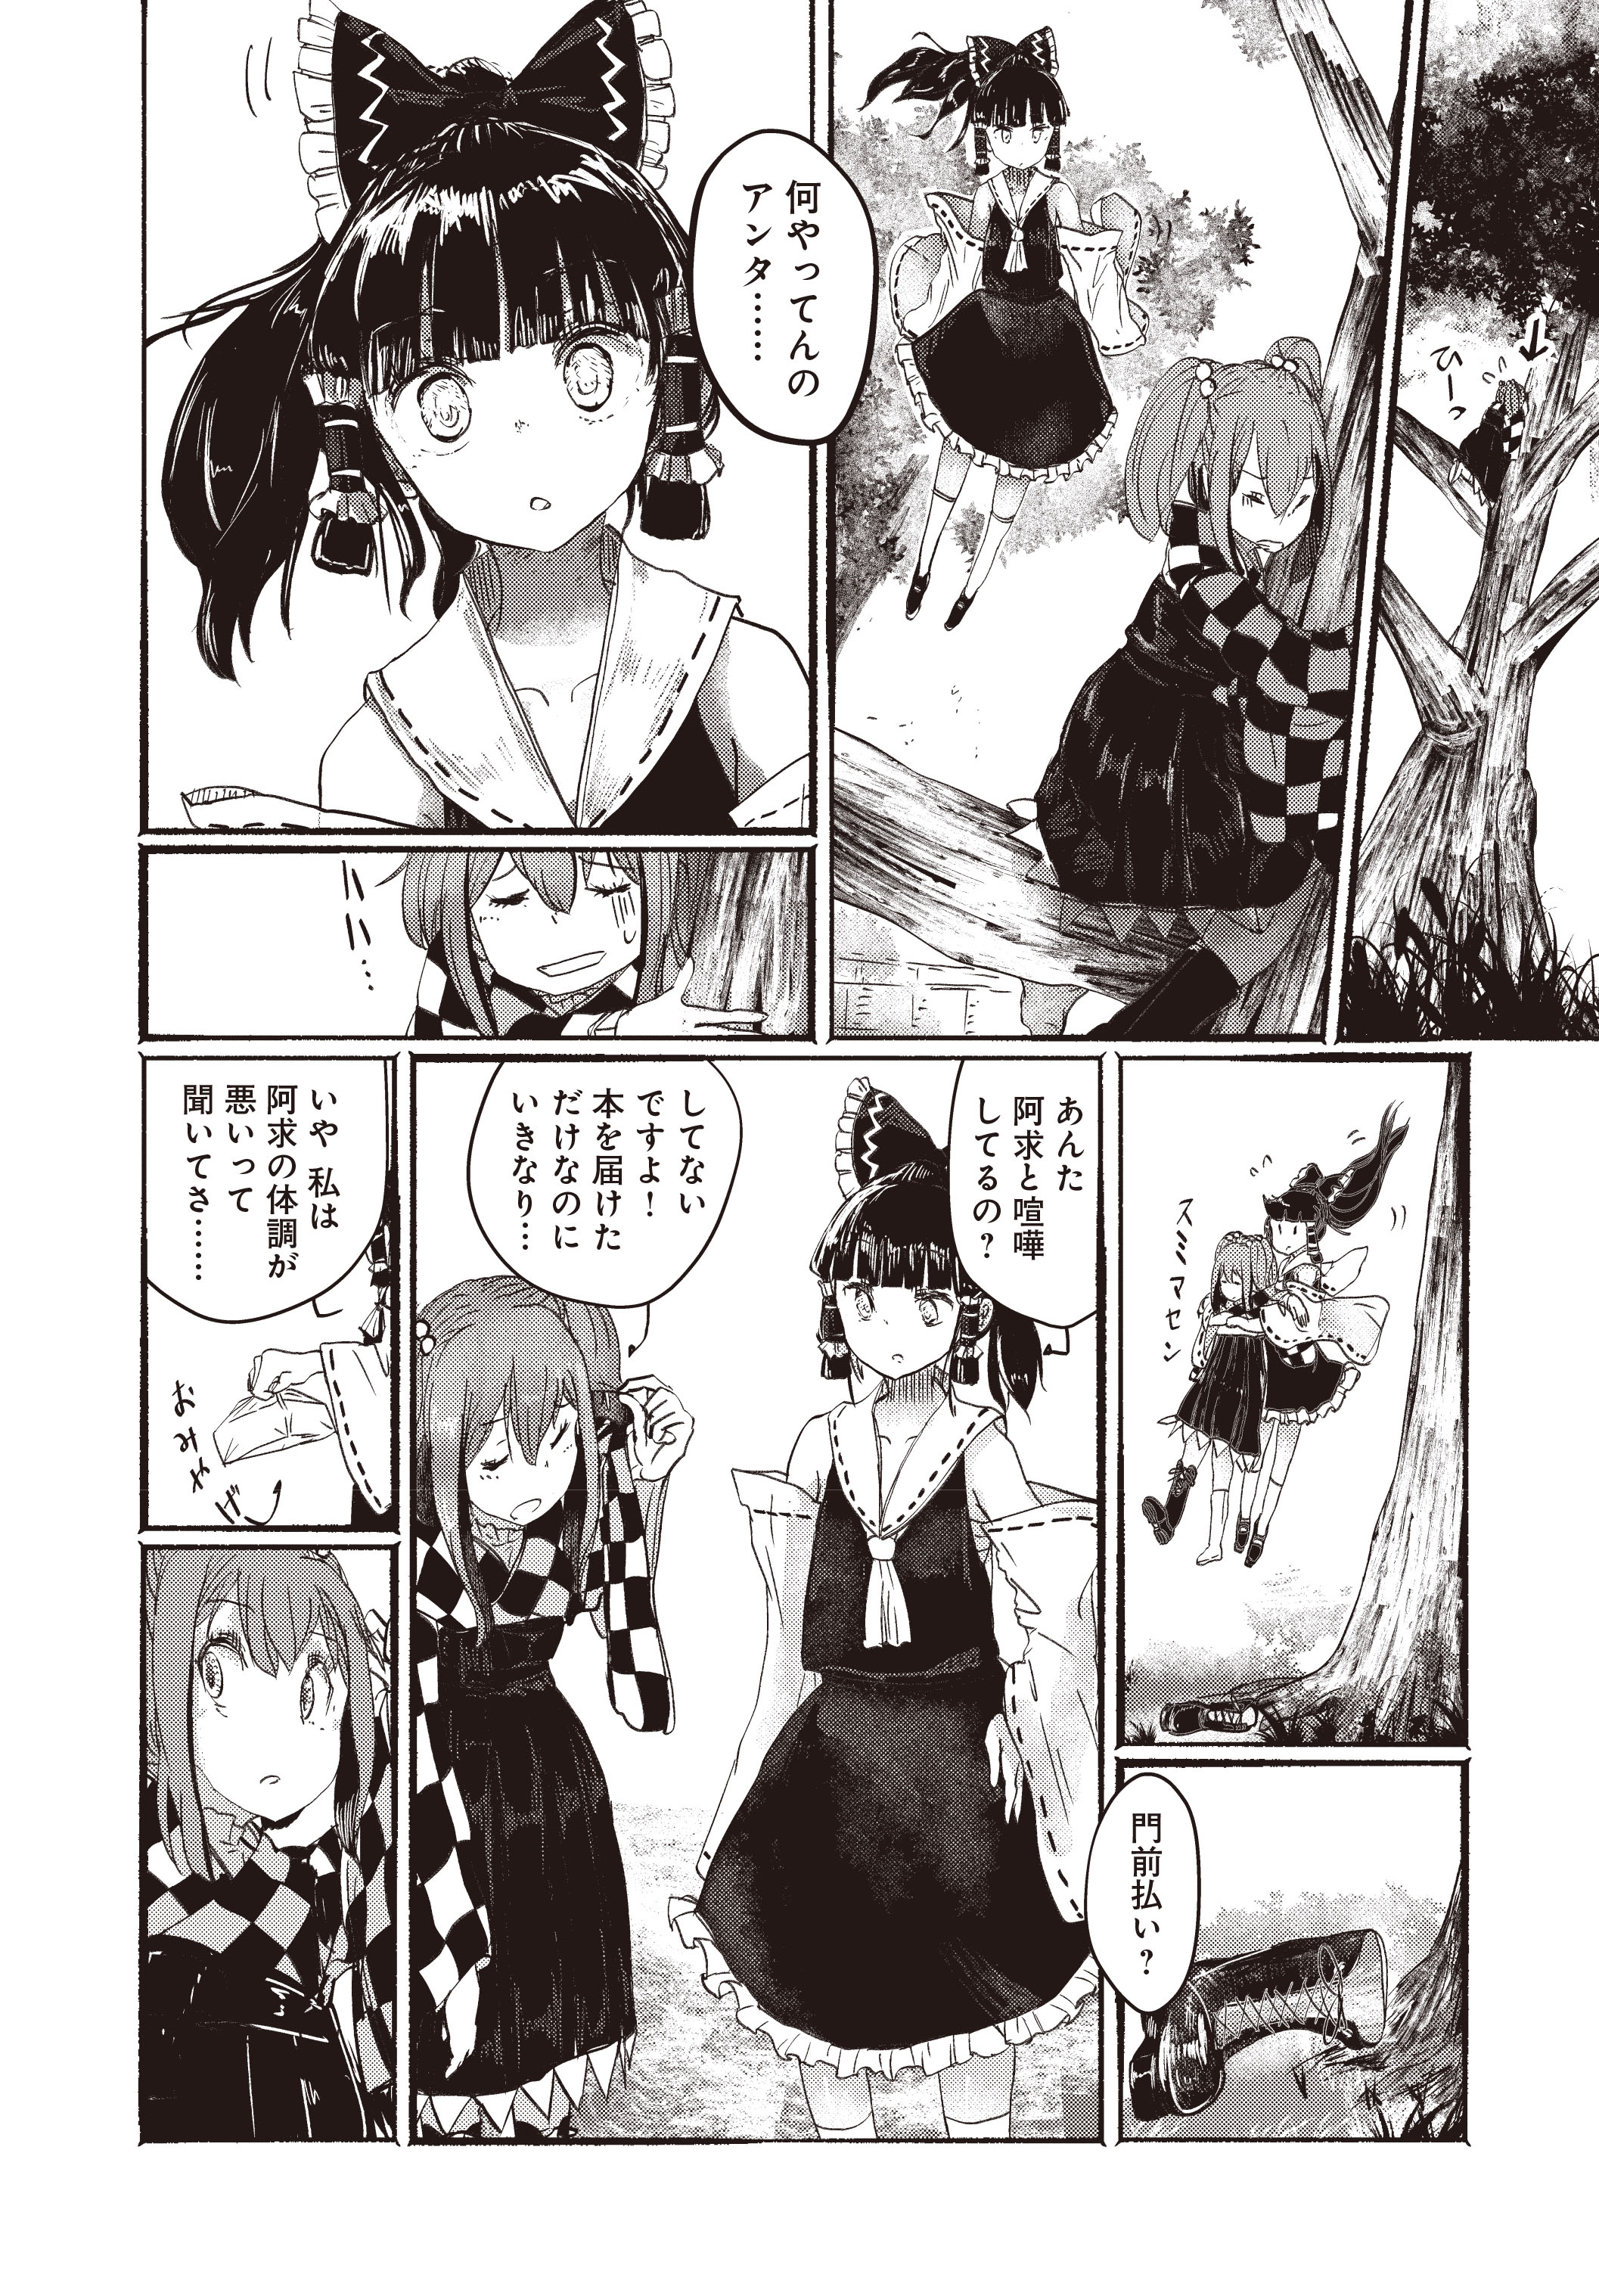 ひーっ
何やってんの
アンタ……
ハハ…
スミマセン
門前払い?
あんた
阿求と喧嘩
してるの?
してない
ですよ!
本を届けた
だけなのに
いきなり…
いや 私は
阿求の体調が
悪いって
聞いてさ……
おみやげ